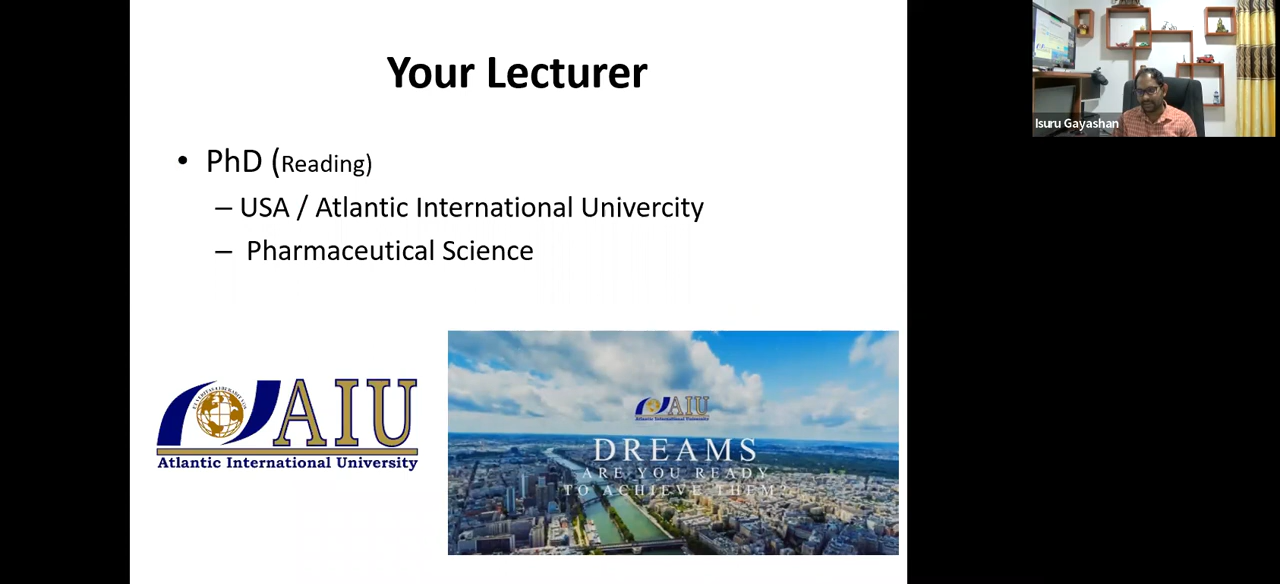 Your Lecturer
• PhD (Reading)
– USA / Atlantic International Univercity
– Pharmaceutical Science
AIU
Atlantic International University
AIU
Atlantic International University
DREAMS
ARE YOU READY
TO ACHIEVE THEM?
Isuru Gayashan